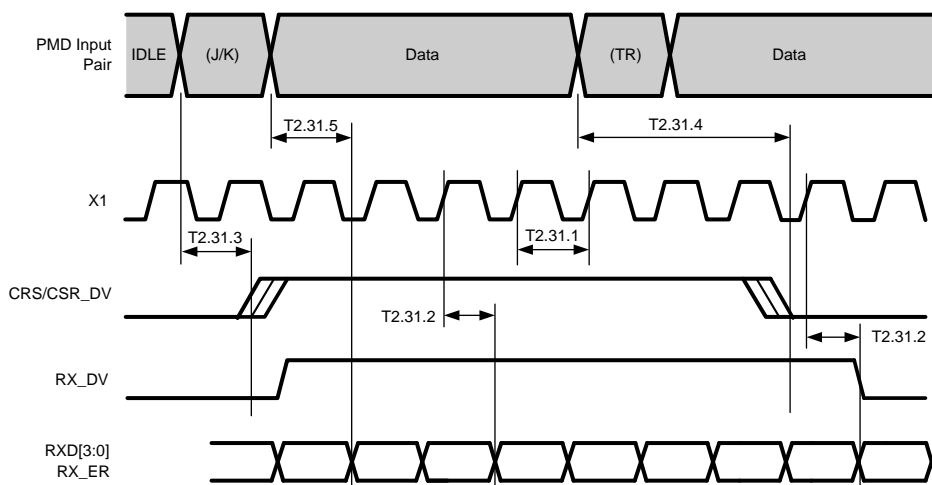 PMD Input
Pair
IDLE
(J/K)
Data
(TR)
Data
T2.31.5
T2.31.4
X1
T2.31.3
T2.31.1
CRS/CSR_DV
T2.31.2
T2.31.2
RX_DV
RXD[3:0]
RX_ER